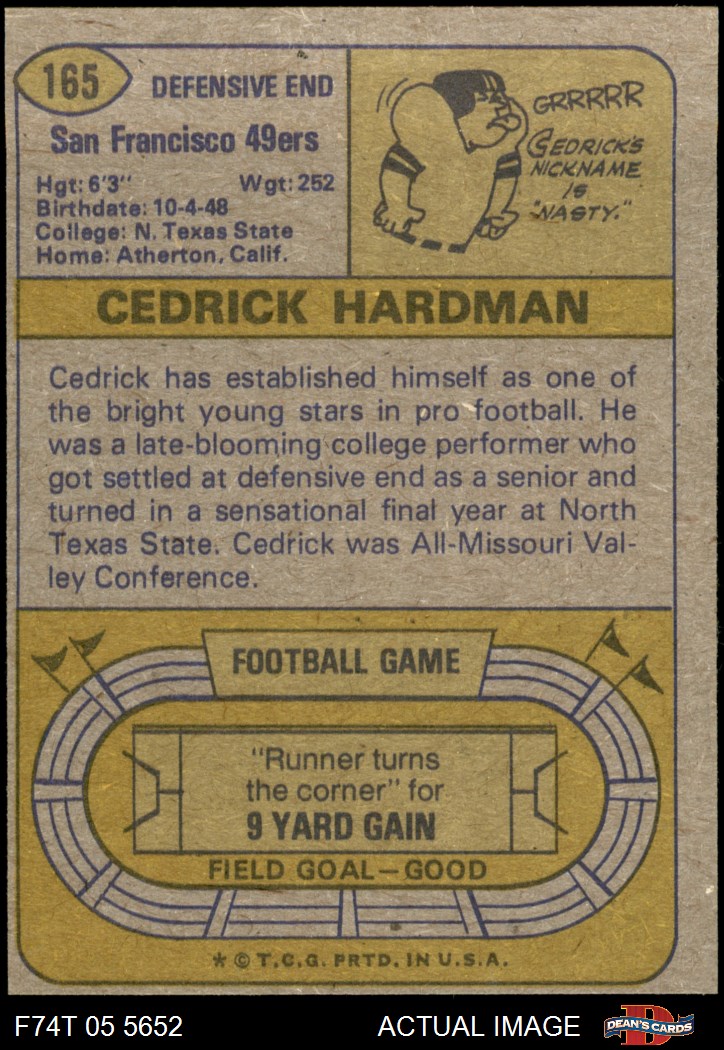 165
DEFENSIVE END
San Francisco 49ers
Hgt: 6'3" Wgt: 252
Birthdate: 10-4-48
College: N. Texas State
Home: Atherton, Calif.
GRRRRR
CEDRICK'S
NICKNAME
IS
"NASTY."
CEDRICK HARDMAN
Cedrick has established himself as one of
the bright young stars in pro football. He
was a late-blooming college performer who
got settled at defensive end as a senior and
turned in a sensational final year at North
Texas State. Cedrick was All-Missouri Val-
ley Conference.
FOOTBALL GAME
"Runner turns
the corner" for
9 YARD GAIN
FIELD GOAL—GOOD
* © T.C.G. PRTD. IN U.S.A.
F74T 05 5652 ACTUAL IMAGE
D
DEAN'S CARDS